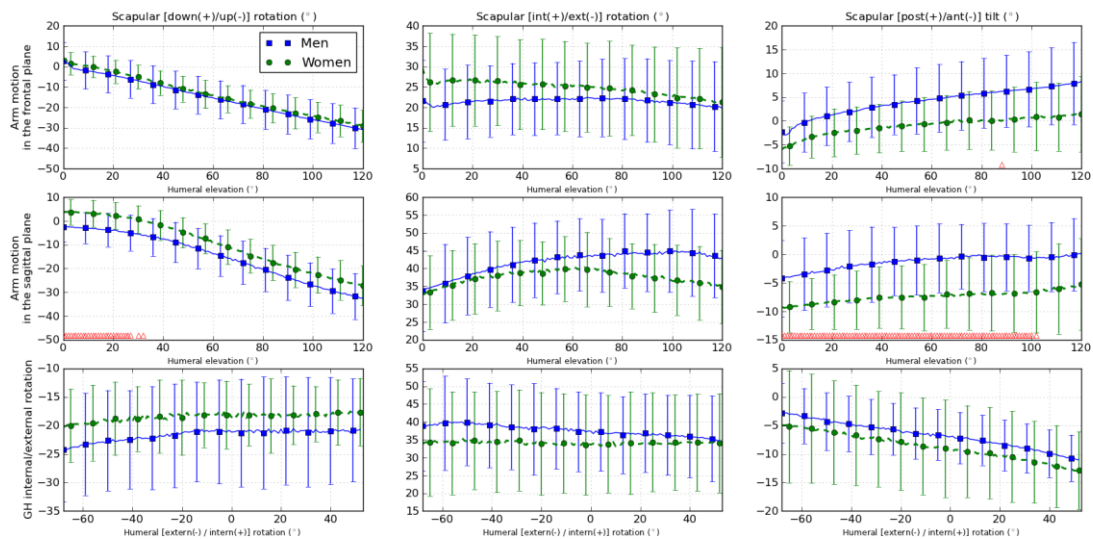 Scapular [down(+)/up(-)] rotation (°)
Scapular [int(+)/ext(-)] rotation (°)
Scapular [post(+)/ant(-)] tilt (°)
Arm motion
in the frontal plane
20
10
0
−10
−20
−30
−40
−50
Men
Women
0 20 40 60 80 100 120
Humeral elevation (°)
40
35
30
25
20
15
10
5
0
0 20 40 60 80 100 120
Humeral elevation (°)
20
15
10
5
0
−5
−10
0 20 40 60 80 100 120
Humeral elevation (°)
Arm motion
in the sagittal plane
10
0
−10
−20
−30
−40
−50
0 20 40 60 80 100 120
Humeral elevation (°)
60
55
50
45
40
35
30
25
20
0 20 40 60 80 100 120
Humeral elevation (°)
10
5
0
−5
−10
−15
0 20 40 60 80 100 120
Humeral elevation (°)
GH internal/external rotation
−10
−15
−20
−25
−30
−35
−60 −40 −20 0 20 40
Humeral [extern(-) / intern(+)] rotation (°)
55
50
45
40
35
30
25
20
15
−60 −40 −20 0 20 40
Humeral [extern(-) / intern(+)] rotation (°)
5
0
−5
−10
−15
−20
−60 −40 −20 0 20 40
Humeral [extern(-) / intern(+)] rotation (°)